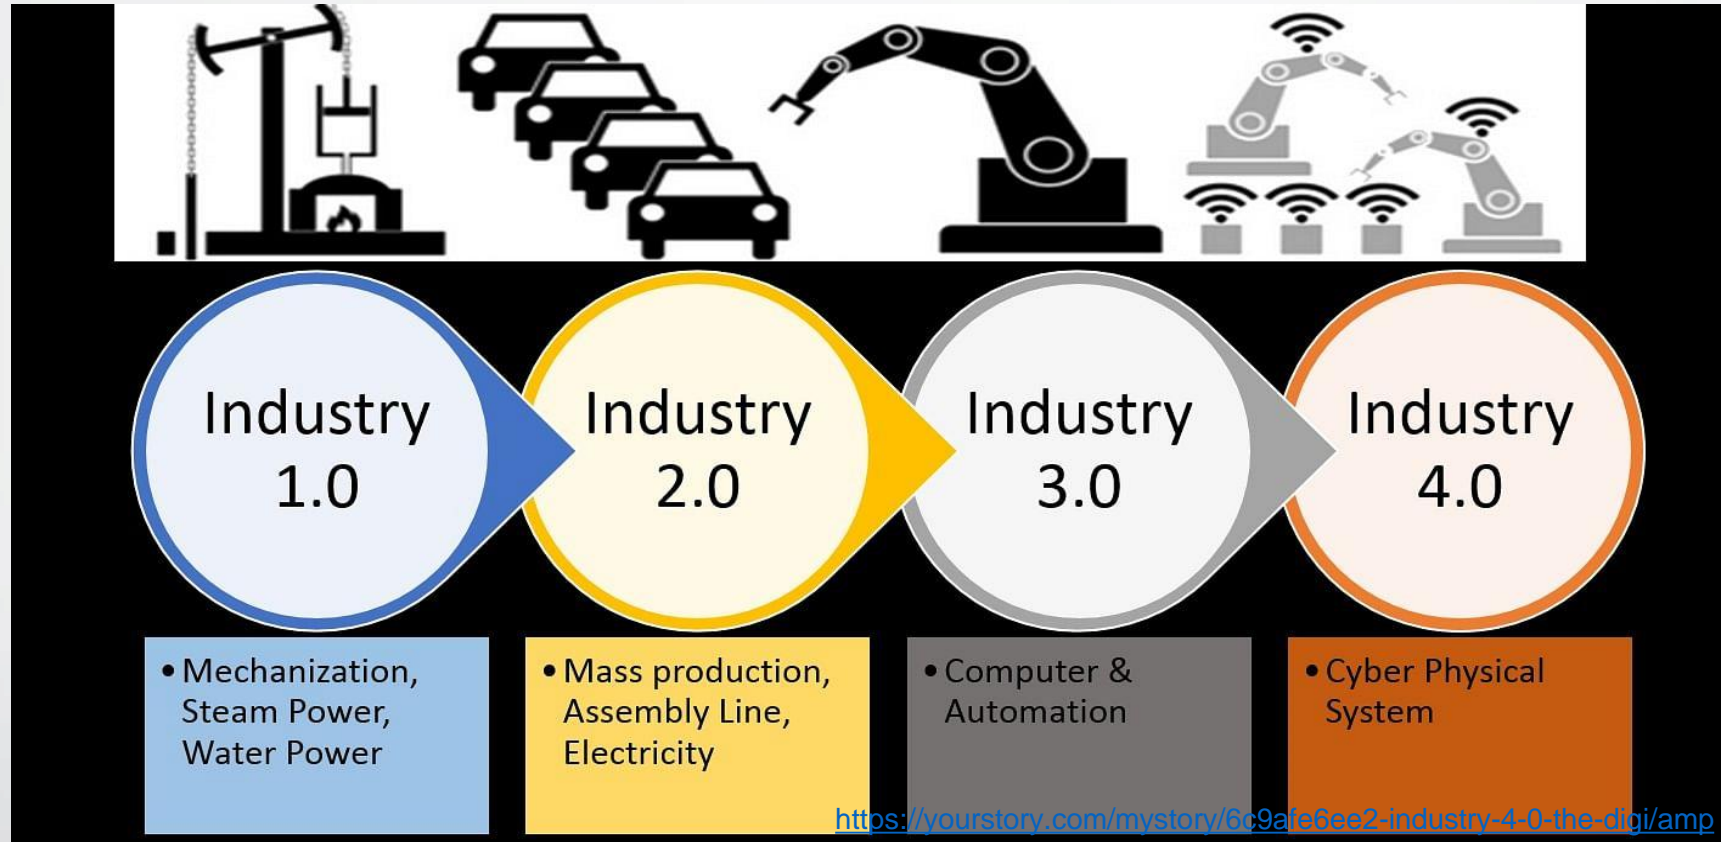 Industry
1.0
Industry
2.0
Industry
3.0
Industry
4.0
• Mechanization,
Steam Power,
Water Power
• Mass production,
Assembly Line,
Electricity
• Computer &
Automation
• Cyber Physical
System
https://yourstory.com/mystory/6c9afe6ee2-industry-4-0-the-digi/amp